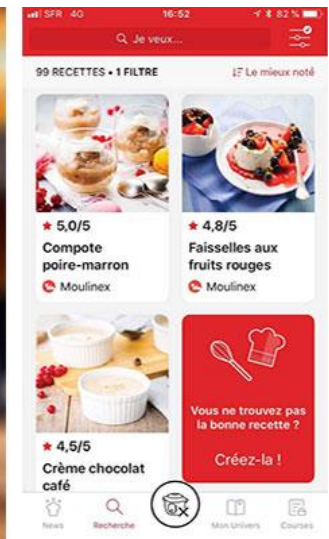 SFR 4G 16:52 82 %
Je veux...
99 RECETTES • 1 FILTRE
Le mieux noté
5,0/5
Compote
poire-marron
Moulinex
4,8/5
Faisselles aux
fruits rouges
Moulinex
4,5/5
Crème chocolat
café
Vous ne trouvez pas
la bonne recette ?
Créez-la !
News Recherche Mon Univers Courses